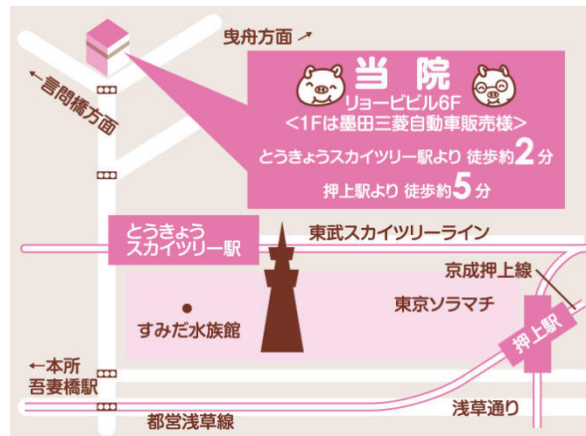 曳舟方面↗
←言問橋方面
当院
リョービビル6F
<1Fは墨田三菱自動車販売様>
とうきょうスカイツリー駅より 徒歩約2分
押上駅より 徒歩約5分
とうきょう
スカイツリー駅
東武スカイツリーライン
京成押上線
東京ソラマチ
すみだ水族館
押上駅
←本所
吾妻橋駅
都営浅草線
浅草通り